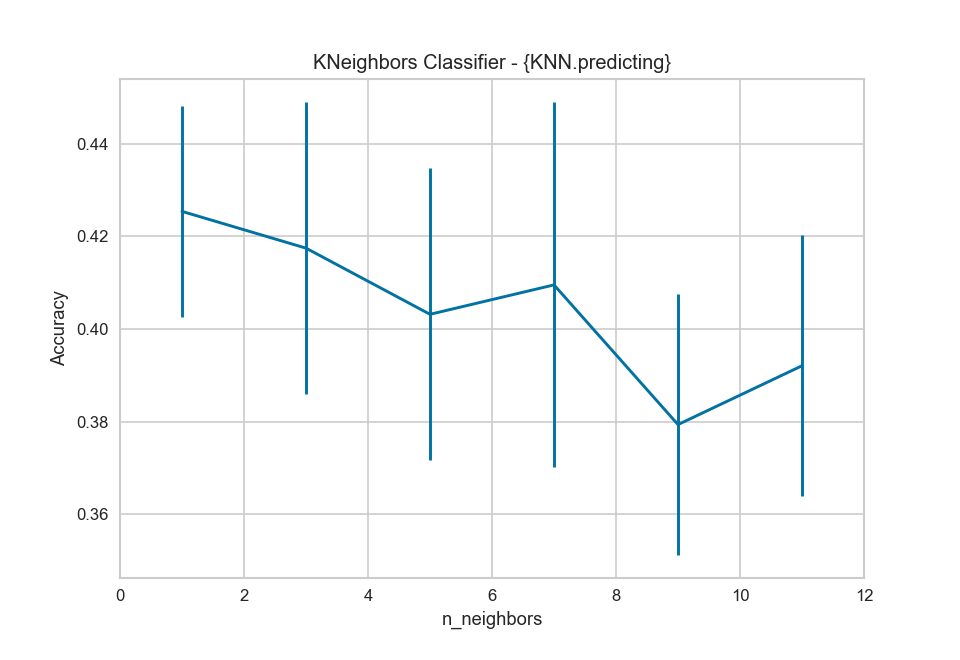 KNeighbors Classifier - {KNN.predicting}
Accuracy
0.44
0.42
0.40
0.38
0.36
0 2 4 6 8 10 12
n_neighbors